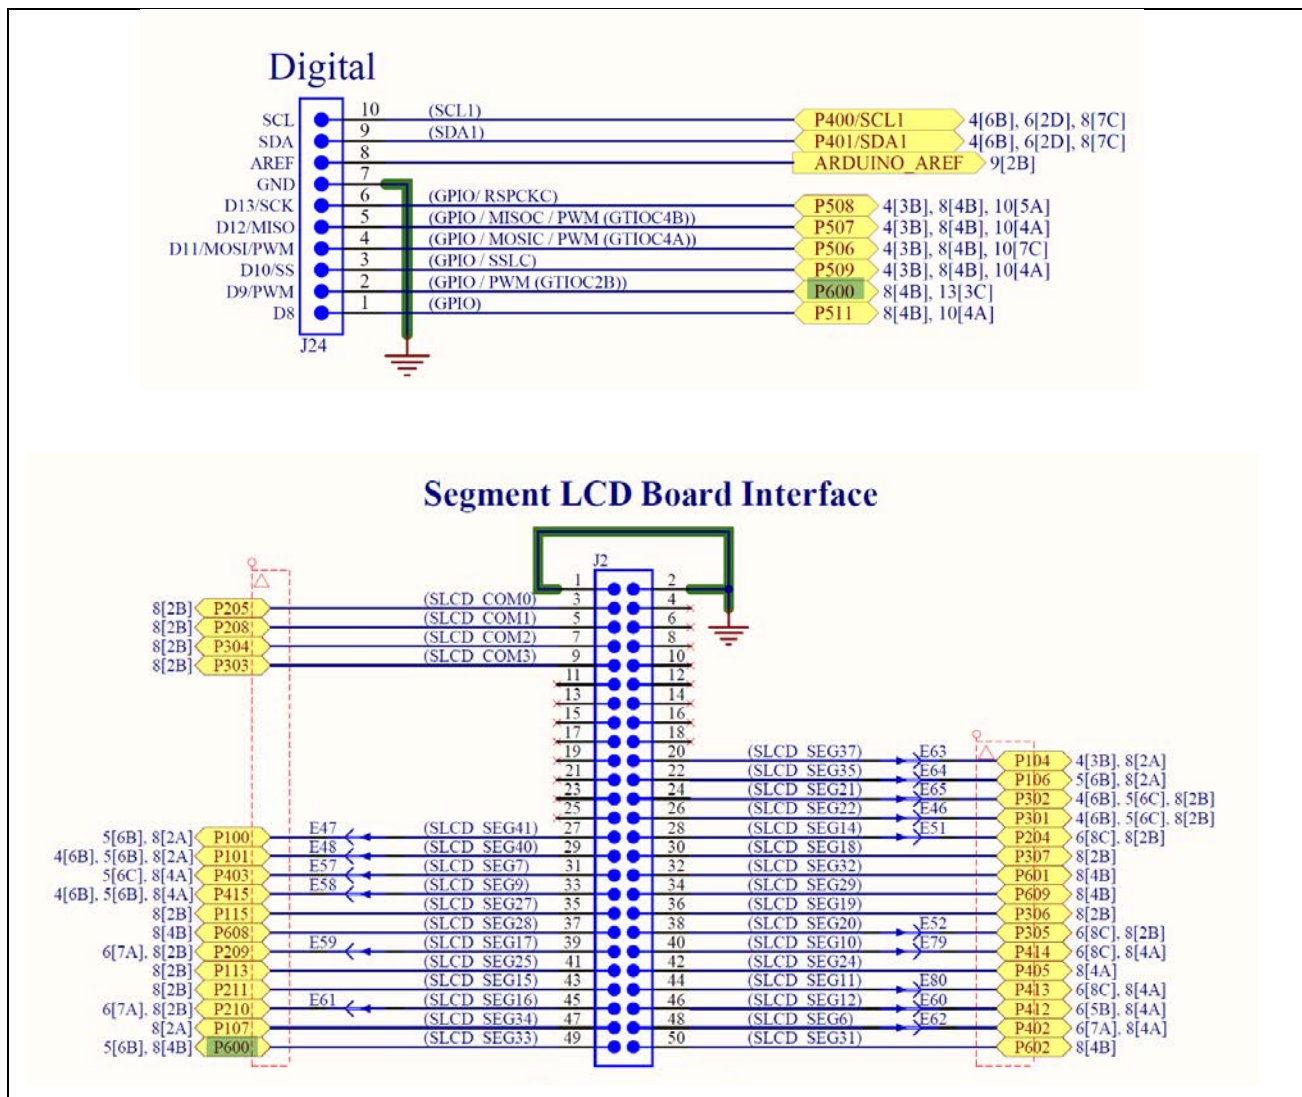 Digital
SCL 10 (SCL1) P400/SCL1 4[6B], 6[2D], 8[7C]
SDA 9 (SDA1) P401/SDA1 4[6B], 6[2D], 8[7C]
AREF 8 ARDUINO_AREF 9[2B]
GND 7
D13/SCK 6 (GPIO/ RSPCKC) P508 4[3B], 8[4B], 10[5A]
D12/MISO 5 (GPIO / MISOC / PWM (GTIOC4B)) P507 4[3B], 8[4B], 10[4A]
D11/MOSI/PWM 4 (GPIO / MOSIC / PWM (GTIOC4A)) P506 4[3B], 8[4B], 10[7C]
D10/SS 3 (GPIO / SSLC) P509 4[3B], 8[4B], 10[4A]
D9/PWM 2 (GPIO / PWM (GTIOC2B)) P600 8[4B], 13[3C]
D8 1 (GPIO) P511 8[4B], 10[4A]
J24
Segment LCD Board Interface
J2
1 2
8[2B] P205 (SLCD_COM0) 3 4
8[2B] P208 (SLCD_COM1) 5 6
8[2B] P304 (SLCD_COM2) 7 8
8[2B] P303 (SLCD_COM3) 9 10
11 12
13 14
15 16
17 18
19 20 (SLCD_SEG37) E63 P104 4[3B], 8[2A]
21 22 (SLCD_SEG35) E64 P106 5[6B], 8[2A]
23 24 (SLCD_SEG21) E65 P302 4[6B], 5[6C], 8[2B]
25 26 (SLCD_SEG22) E46 P301 4[6B], 5[6C], 8[2B]
5[6B], 8[2A] P100 E47 (SLCD_SEG41) 27 28 (SLCD_SEG14) E51 P204 6[8C], 8[2B]
4[6B], 5[6B], 8[2A] P101 E48 (SLCD_SEG40) 29 30 (SLCD_SEG18) P307 8[2B]
5[6C], 8[4A] P403 E57 (SLCD_SEG7) 31 32 (SLCD_SEG32) P601 8[4B]
4[6B], 5[6B], 8[4A] P415 E58 (SLCD_SEG9) 33 34 (SLCD_SEG29) P609 8[4B]
8[2B] P115 (SLCD_SEG27) 35 36 (SLCD_SEG19) P306 8[2B]
8[4B] P608 (SLCD_SEG28) 37 38 (SLCD_SEG20) E52 P305 6[8C], 8[2B]
6[7A], 8[2B] P209 E59 (SLCD_SEG17) 39 40 (SLCD_SEG10) E79 P414 6[8C], 8[4A]
8[2B] P113 (SLCD_SEG25) 41 42 (SLCD_SEG24) P405 8[4A]
8[2B] P211 (SLCD_SEG15) 43 44 (SLCD_SEG11) E80 P413 6[8C], 8[4A]
6[7A], 8[2B] P210 E61 (SLCD_SEG16) 45 46 (SLCD_SEG12) E60 P412 6[5B], 8[4A]
8[2A] P107 (SLCD_SEG34) 47 48 (SLCD_SEG6) E62 P402 6[7A], 8[4A]
5[6B], 8[4B] P600 (SLCD_SEG33) 49 50 (SLCD_SEG31) P602 8[4B]